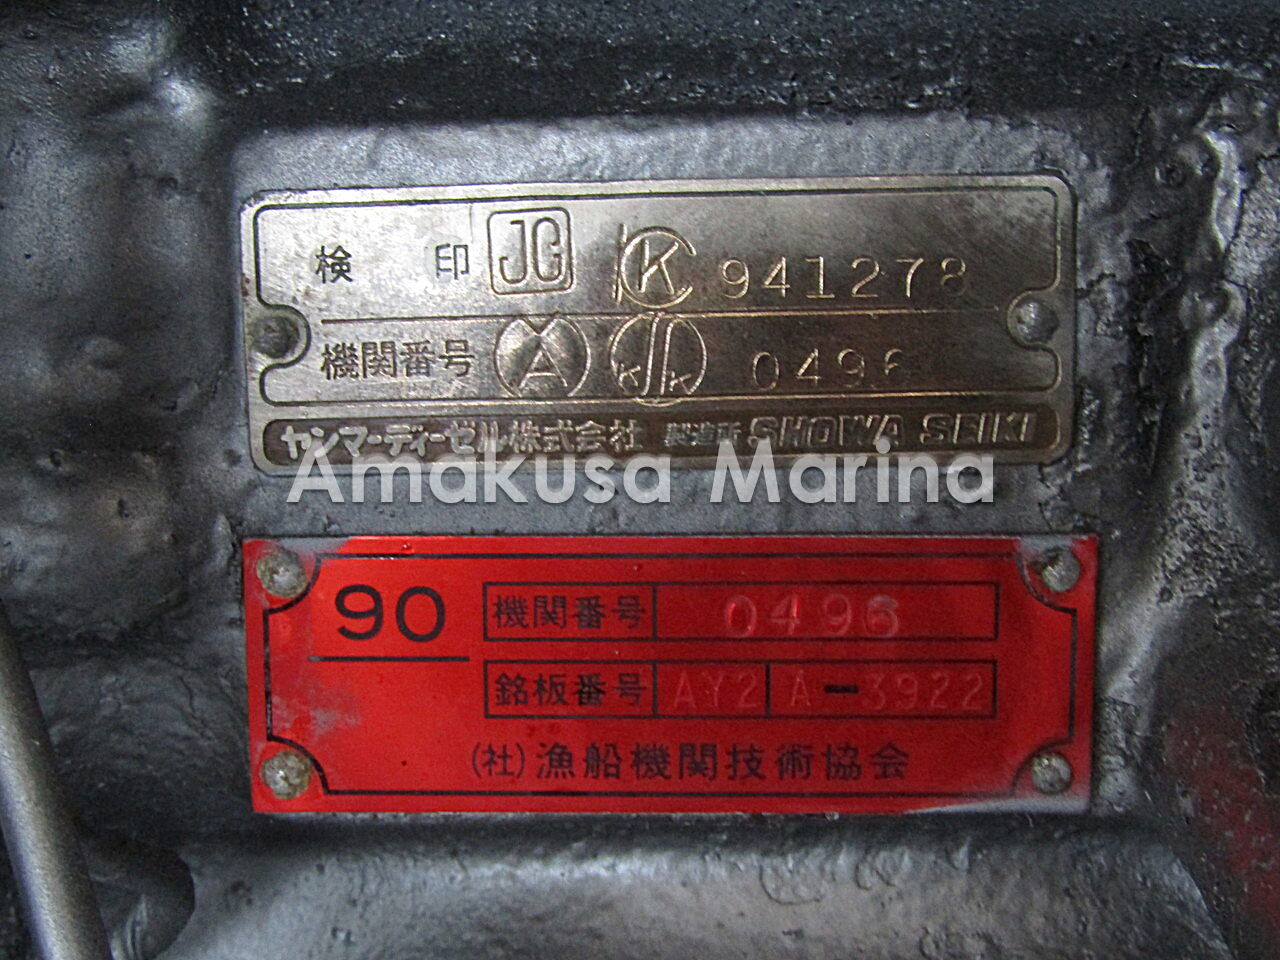 検印 JG K 941278
機関番号 A SKK 0496
ヤンマーディーゼル株式会社 製造所 SHOWA SEIKI
Amakusa Marina
90 機関番号 0496
銘板番号 AY2 A-3922
(社)漁船機関技術協会